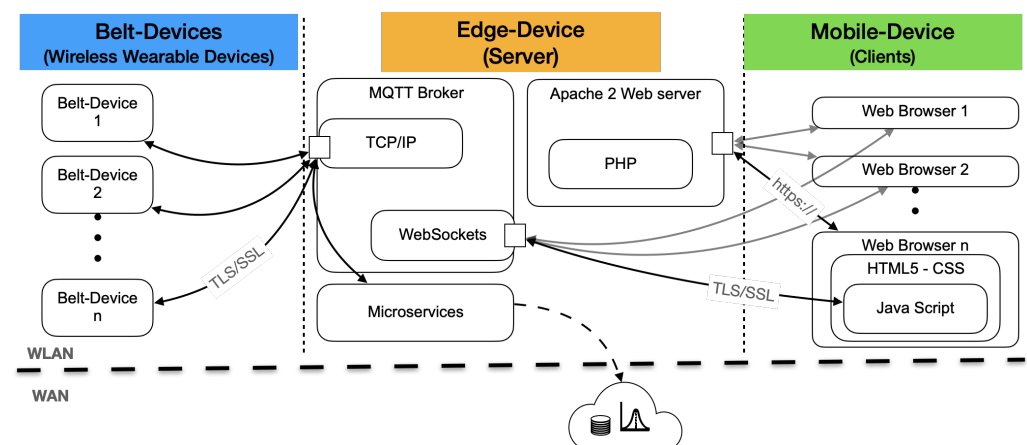 Belt-Devices
(Wireless Wearable Devices)
Edge-Device
(Server)
Mobile-Device
(Clients)
Belt-Device
1
Belt-Device
2
Belt-Device
n
TLS/SSL
MQTT Broker
TCP/IP
WebSockets
Microservices
Apache 2 Web server
PHP
https://
TLS/SSL
Web Browser 1
Web Browser 2
Web Browser n
HTML5 - CSS
Java Script
WLAN
WAN